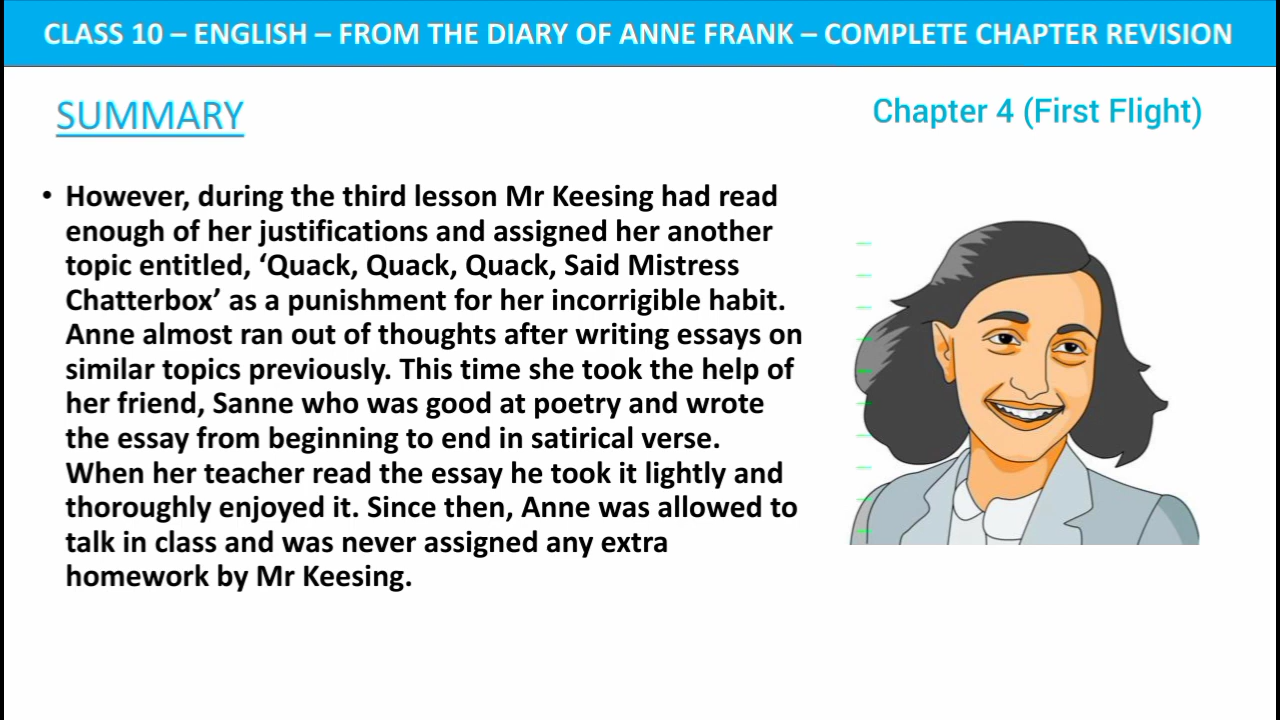 CLASS 10 – ENGLISH – FROM THE DIARY OF ANNE FRANK – COMPLETE CHAPTER REVISION
SUMMARY
Chapter 4 (First Flight)
• However, during the third lesson Mr Keesing had read
enough of her justifications and assigned her another
topic entitled, ‘Quack, Quack, Quack, Said Mistress
Chatterbox’ as a punishment for her incorrigible habit.
Anne almost ran out of thoughts after writing essays on
similar topics previously. This time she took the help of
her friend, Sanne who was good at poetry and wrote
the essay from beginning to end in satirical verse.
When her teacher read the essay he took it lightly and
thoroughly enjoyed it. Since then, Anne was allowed to
talk in class and was never assigned any extra
homework by Mr Keesing.